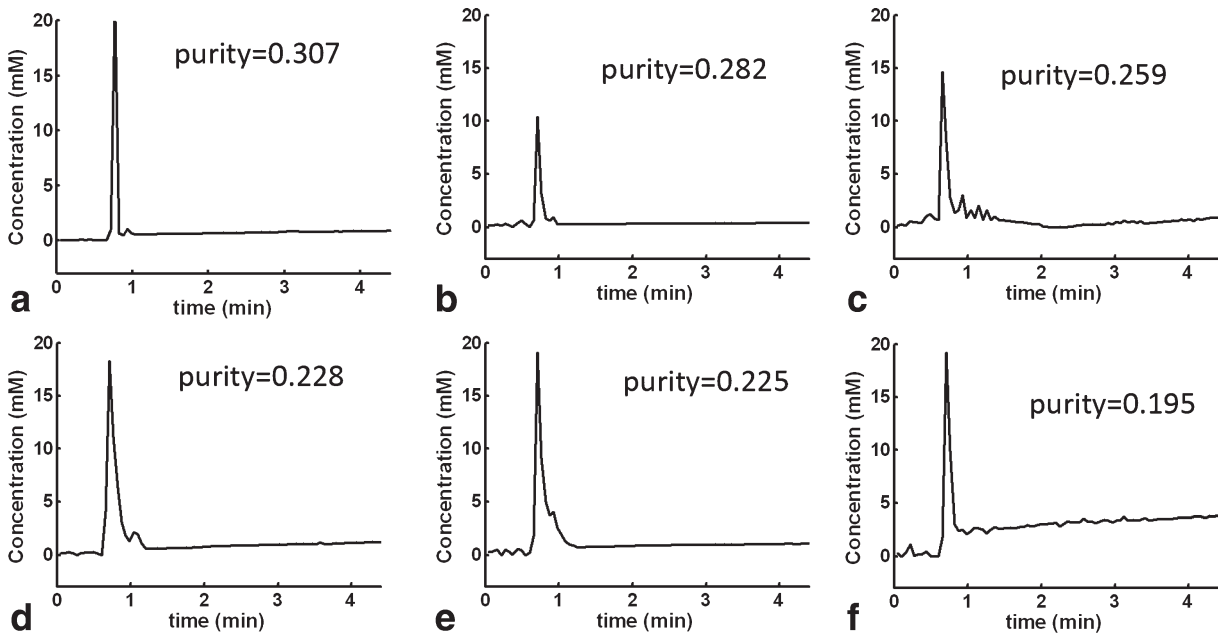 20
15
10
5
0
Concentration (mM)
purity=0.307
0 1 2 3 4
time (min)
a
20
15
10
5
0
Concentration (mM)
purity=0.282
0 1 2 3 4
time (min)
b
20
15
10
5
0
Concentration (mM)
purity=0.259
0 1 2 3 4
time (min)
c
20
15
10
5
0
Concentration (mM)
purity=0.228
0 1 2 3 4
time (min)
d
20
15
10
5
0
Concentration (mM)
purity=0.225
0 1 2 3 4
time (min)
e
20
15
10
5
0
Concentration (mM)
purity=0.195
0 1 2 3 4
time (min)
f